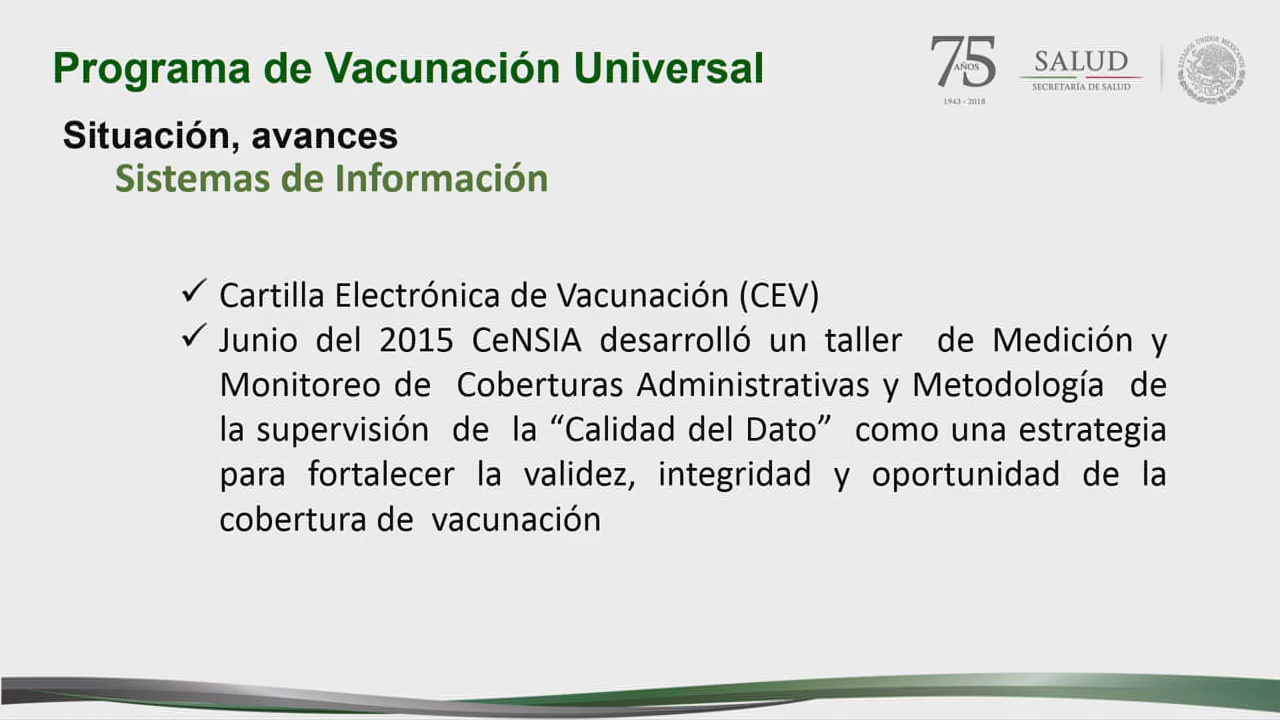 Programa de Vacunación Universal
75
AÑOS
1943 - 2018
SALUD
SECRETARÍA DE SALUD
ESTADOS UNIDOS MEXICANOS
Situación, avances
Sistemas de Información
✓ Cartilla Electrónica de Vacunación (CEV)
✓ Junio del 2015 CeNSIA desarrolló un taller de Medición y
Monitoreo de Coberturas Administrativas y Metodología de
la supervisión de la “Calidad del Dato” como una estrategia
para fortalecer la validez, integridad y oportunidad de la
cobertura de vacunación